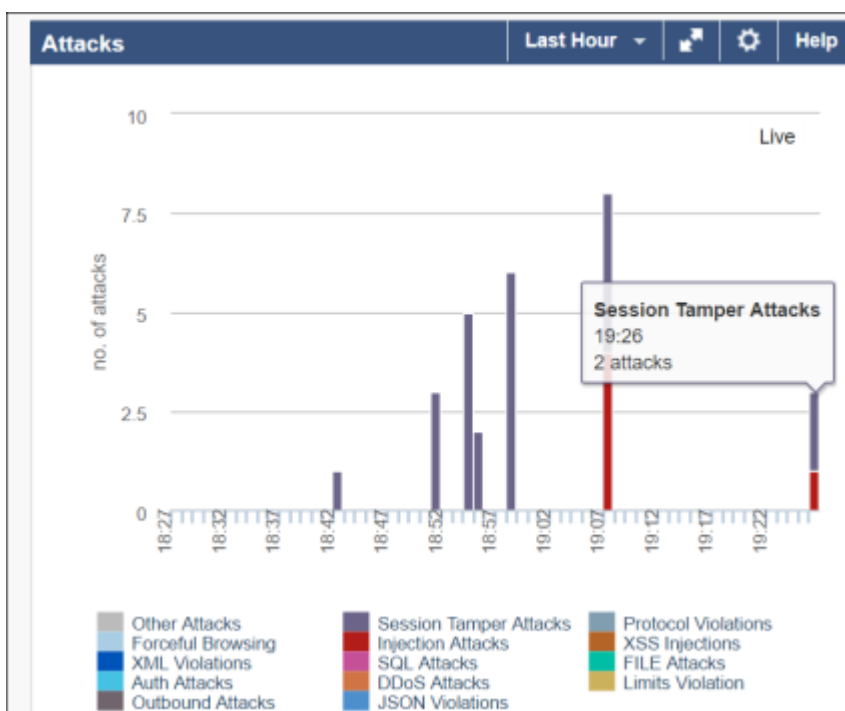 Attacks
Last Hour
Help
10
Live
7.5
5
2.5
0
no. of attacks
Session Tamper Attacks
19:26
2 attacks
18:27
18:32
18:37
18:42
18:47
18:52
18:57
19:02
19:07
19:12
19:17
19:22
Other Attacks
Session Tamper Attacks
Protocol Violations
Forceful Browsing
Injection Attacks
XSS Injections
XML Violations
SQL Attacks
FILE Attacks
Auth Attacks
DDoS Attacks
Limits Violation
Outbound Attacks
JSON Violations